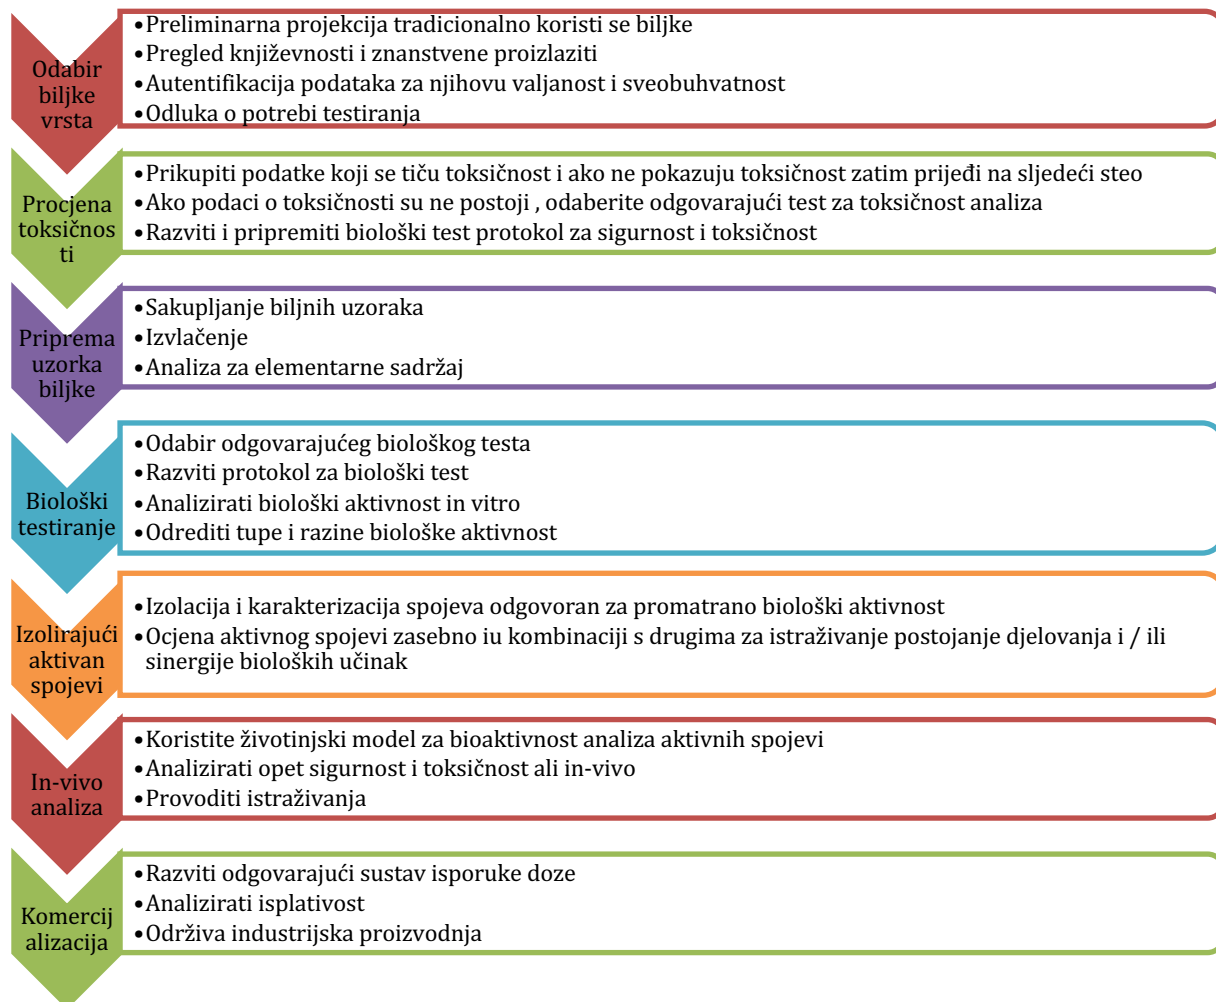 Odabir
biljke
vrsta
•Preliminarna projekcija tradicionalno koristi se biljke
•Pregled književnosti i znanstvene proizlaziti
•Autentifikacija podataka za njihovu valjanost i sveobuhvatnost
•Odluka o potrebi testiranja
Procjena
toksičnos
ti
•Prikupiti podatke koji se tiču toksičnost i ako ne pokazuju toksičnost zatim prijeđi na sljedeći steo
•Ako podaci o toksičnosti su ne postoji , odaberite odgovarajući test za toksičnost analiza
•Razviti i pripremiti biološki test protokol za sigurnost i toksičnost
Priprema
uzorka
biljke
•Sakupljanje biljnih uzoraka
•Izvlačenje
•Analiza za elementarne sadržaj
Biološki
testiranje
•Odabir odgovarajućeg biološkog testa
•Razviti protokol za biološki test
•Analizirati biološki aktivnost in vitro
•Odrediti tupe i razine biološke aktivnost
Izolirajući
aktivan
spojevi
•Izolacija i karakterizacija spojeva odgovoran za promatrano biološki aktivnost
•Ocjena aktivnog spojevi zasebno iu kombinaciji s drugima za istraživanje postojanje djelovanja i / ili
sinergije bioloških učinak
In-vivo
analiza
•Koristite životinjski model za bioaktivnost analiza aktivnih spojevi
•Analizirati opet sigurnost i toksičnost ali in-vivo
•Provoditi istraživanja
Komercij
alizacija
•Razviti odgovarajući sustav isporuke doze
•Analizirati isplativost
•Održiva industrijska proizvodnja